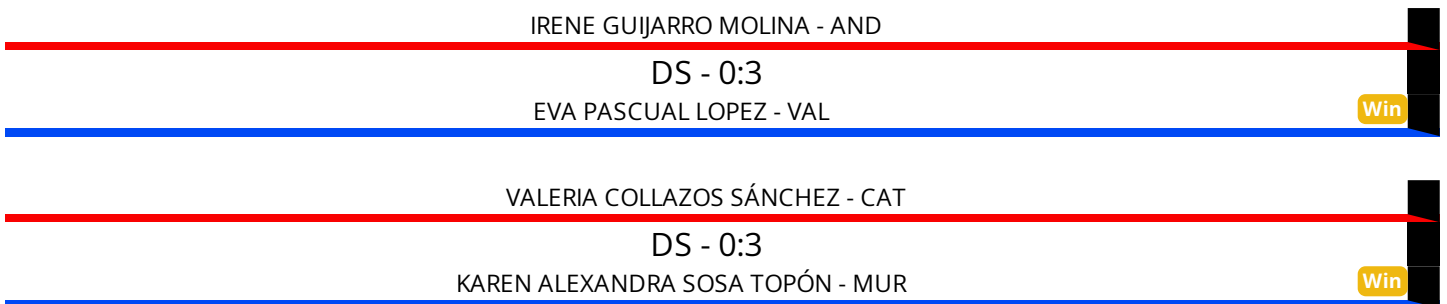 IRENE GUIJARRO MOLINA - AND
DS - 0:3
EVA PASCUAL LOPEZ - VAL
Win
VALERIA COLLAZOS SÁNCHEZ - CAT
DS - 0:3
KAREN ALEXANDRA SOSA TOPÓN - MUR
Win